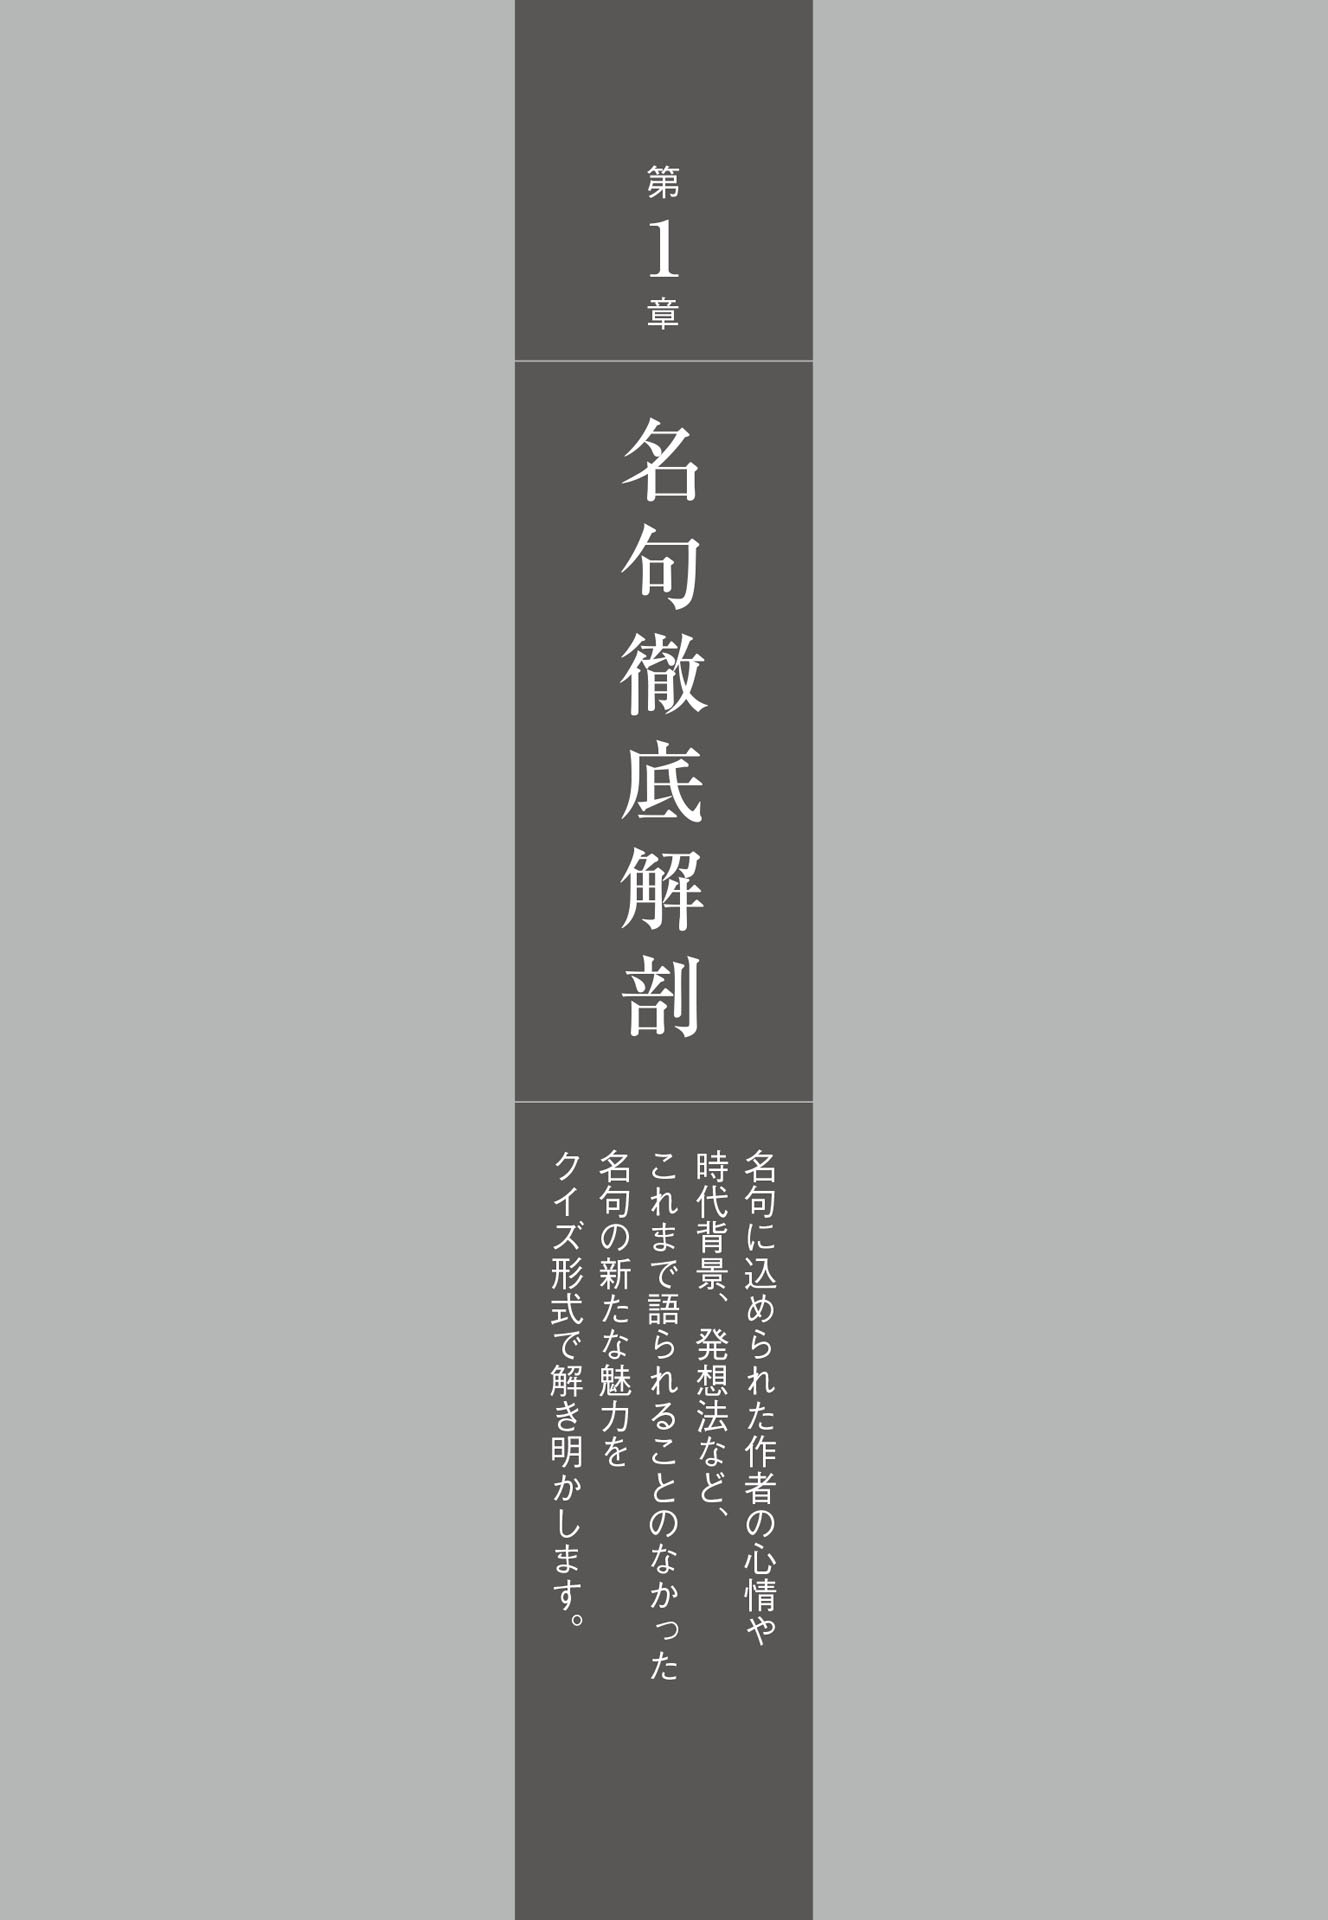 第1章
名句徹底解剖
名句に込められた作者の心情や
時代背景、発想法など、
これまで語られることのなかった
名句の新たな魅力を
クイズ形式で解き明かします。